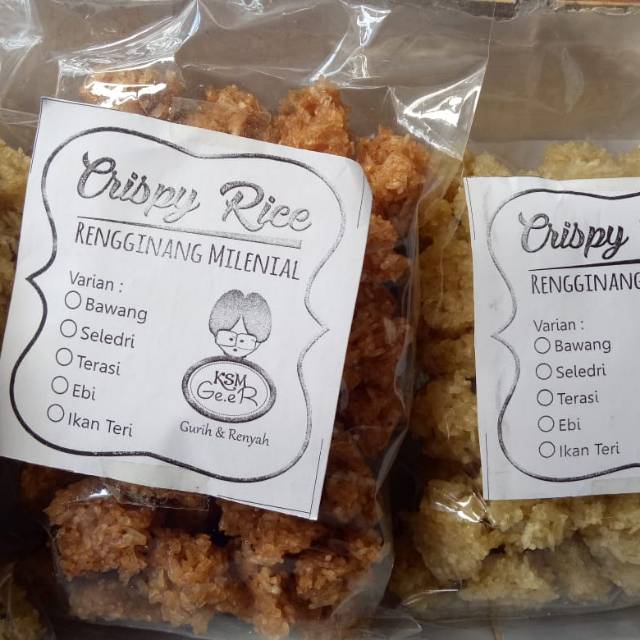 Crispy Rice
RENGGINANG MILENIAL
Varian :
Bawang
Seledri
Terasi
Ebi
Ikan Teri
KSM
Ge.eR
Gurih & Renyah
Crispy
RENGGINANG
Varian :
Bawang
Seledri
Terasi
Ebi
Ikan Teri